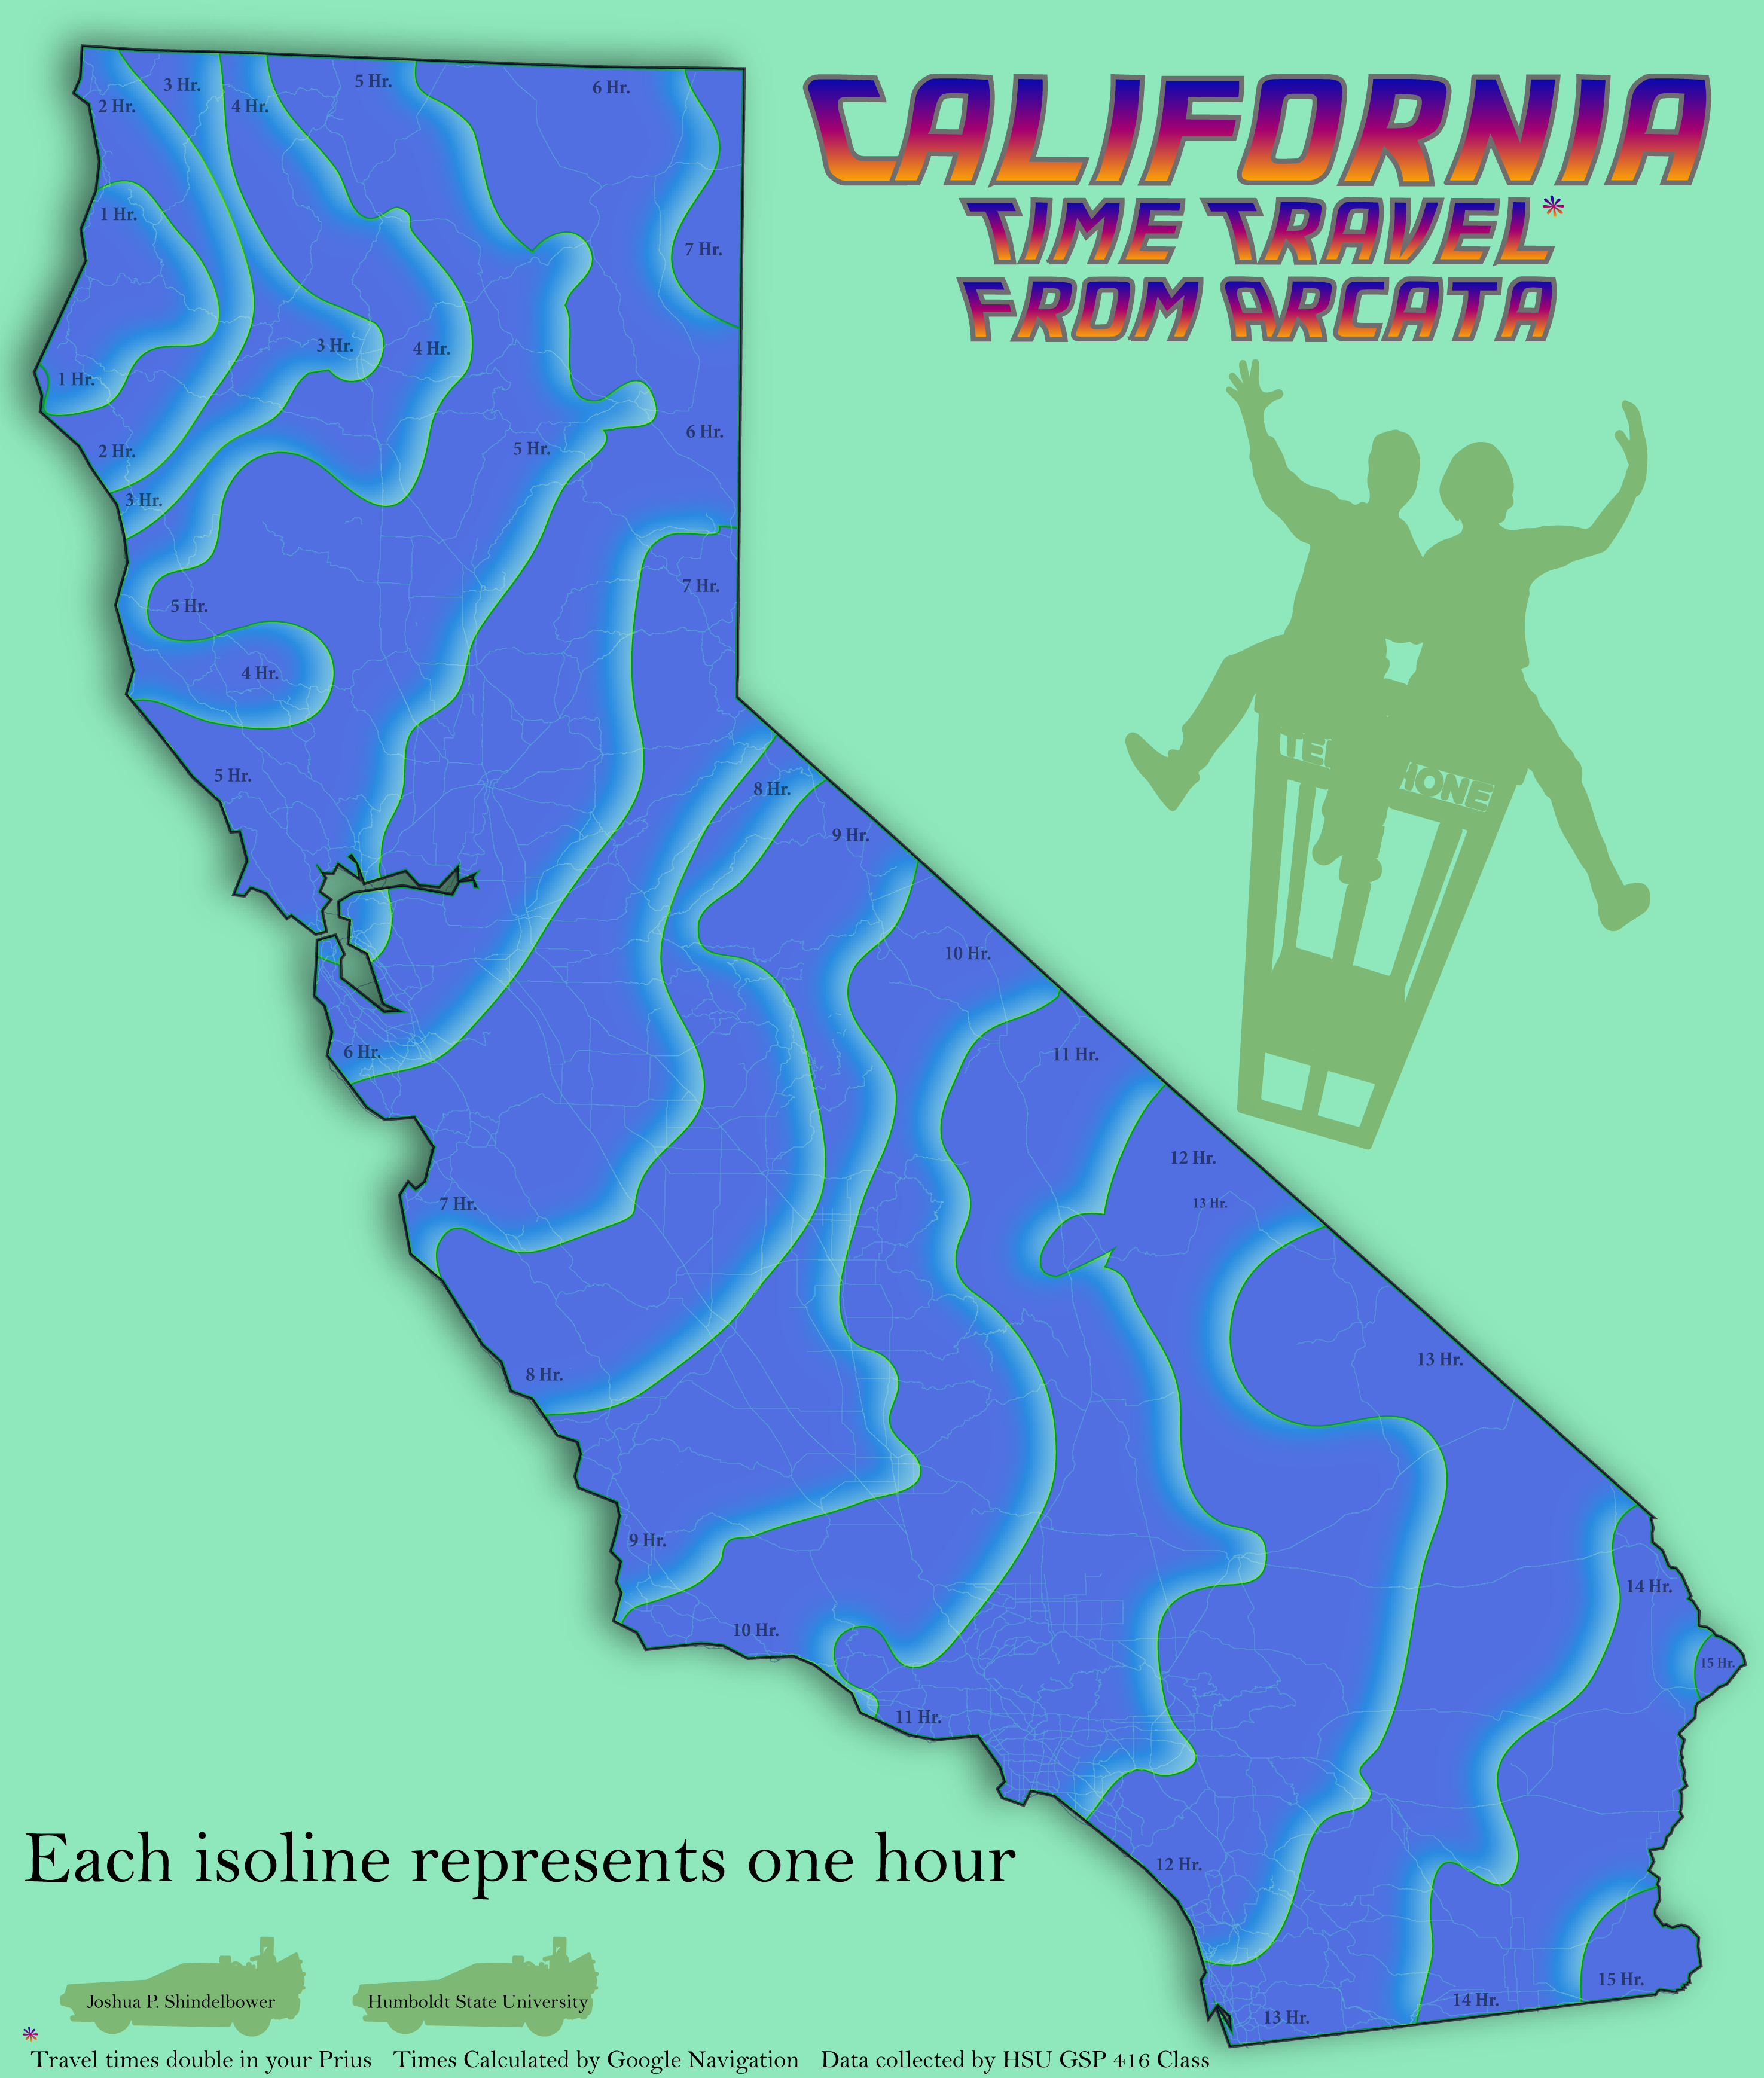 CALIFORNIA
TIME TRAVEL*
FROM ARCATA
3 Hr.
5 Hr.
6 Hr.
2 Hr.
4 Hr.
1 Hr.
7 Hr.
3 Hr.
4 Hr.
1 Hr.
6 Hr.
2 Hr.
5 Hr.
3 Hr.
7 Hr.
5 Hr.
4 Hr.
TE HONE
5 Hr.
8 Hr.
9 Hr.
10 Hr.
6 Hr.
11 Hr.
12 Hr.
7 Hr.
13 Hr.
13 Hr.
8 Hr.
9 Hr.
14 Hr.
10 Hr.
15 Hr.
11 Hr.
12 Hr.
15 Hr.
14 Hr.
13 Hr.
Each isoline represents one hour
Joshua P. Shindelbower
Humboldt State University
*
Travel times double in your Prius Times Calculated by Google Navigation Data collected by HSU GSP 416 Class